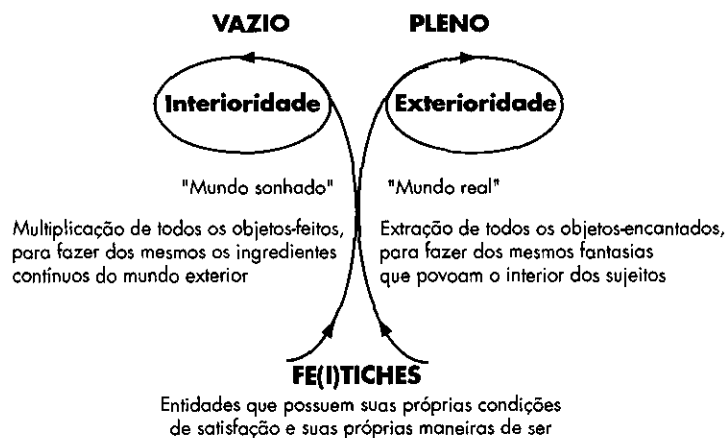 VAZIO
PLENO
Interioridade
Exterioridade
"Mundo sonhado"
"Mundo real"
Multiplicação de todos os objetos-feitos,
para fazer dos mesmos os ingredientes
contínuos do mundo exterior
Extração de todos os objetos-encantados,
para fazer dos mesmos fantasias
que povoam o interior dos sujeitos
FE(I)TICHES
Entidades que possuem suas próprias condições
de satisfação e suas próprias maneiras de ser